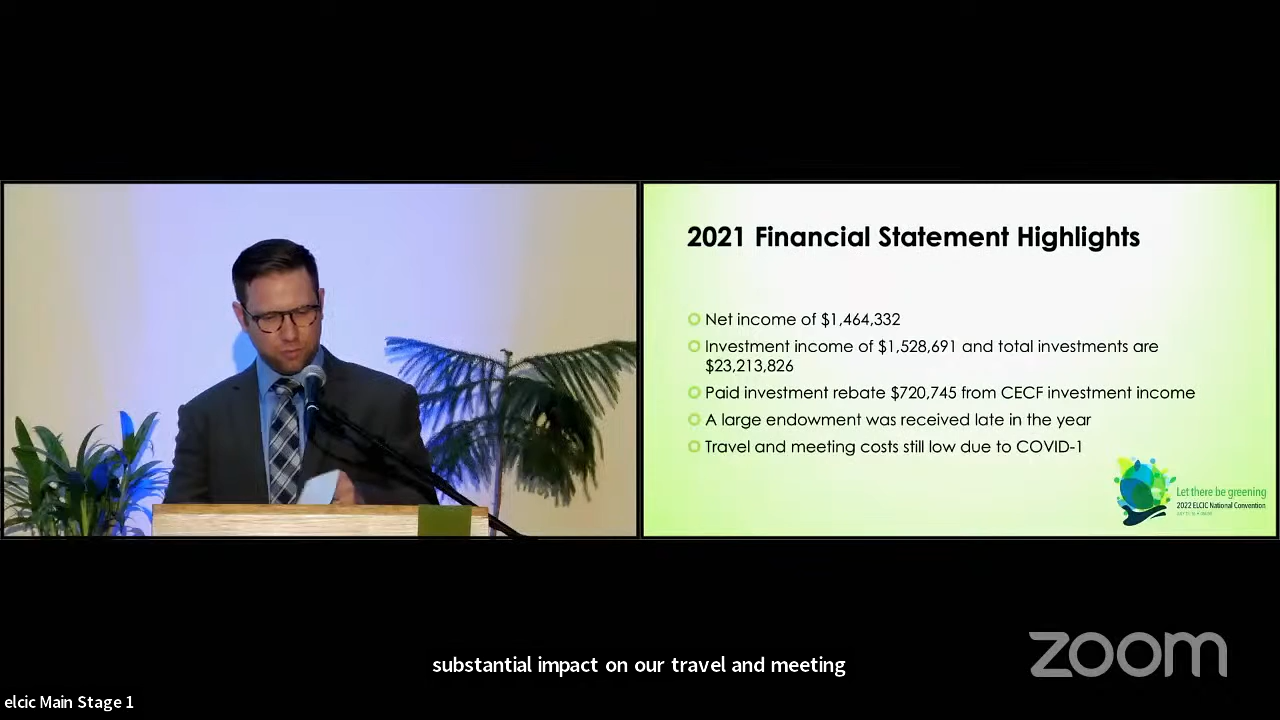 2021 Financial Statement Highlights
Net income of $1,464,332
Investment income of $1,528,691 and total investments are
$23,213,826
Paid investment rebate $720,745 from CECF investment income
A large endowment was received late in the year
Travel and meeting costs still low due to COVID-1
Let there be greening
2022 ELCIC National Convention
substantial impact on our travel and meeting
zoom
elcic Main Stage 1